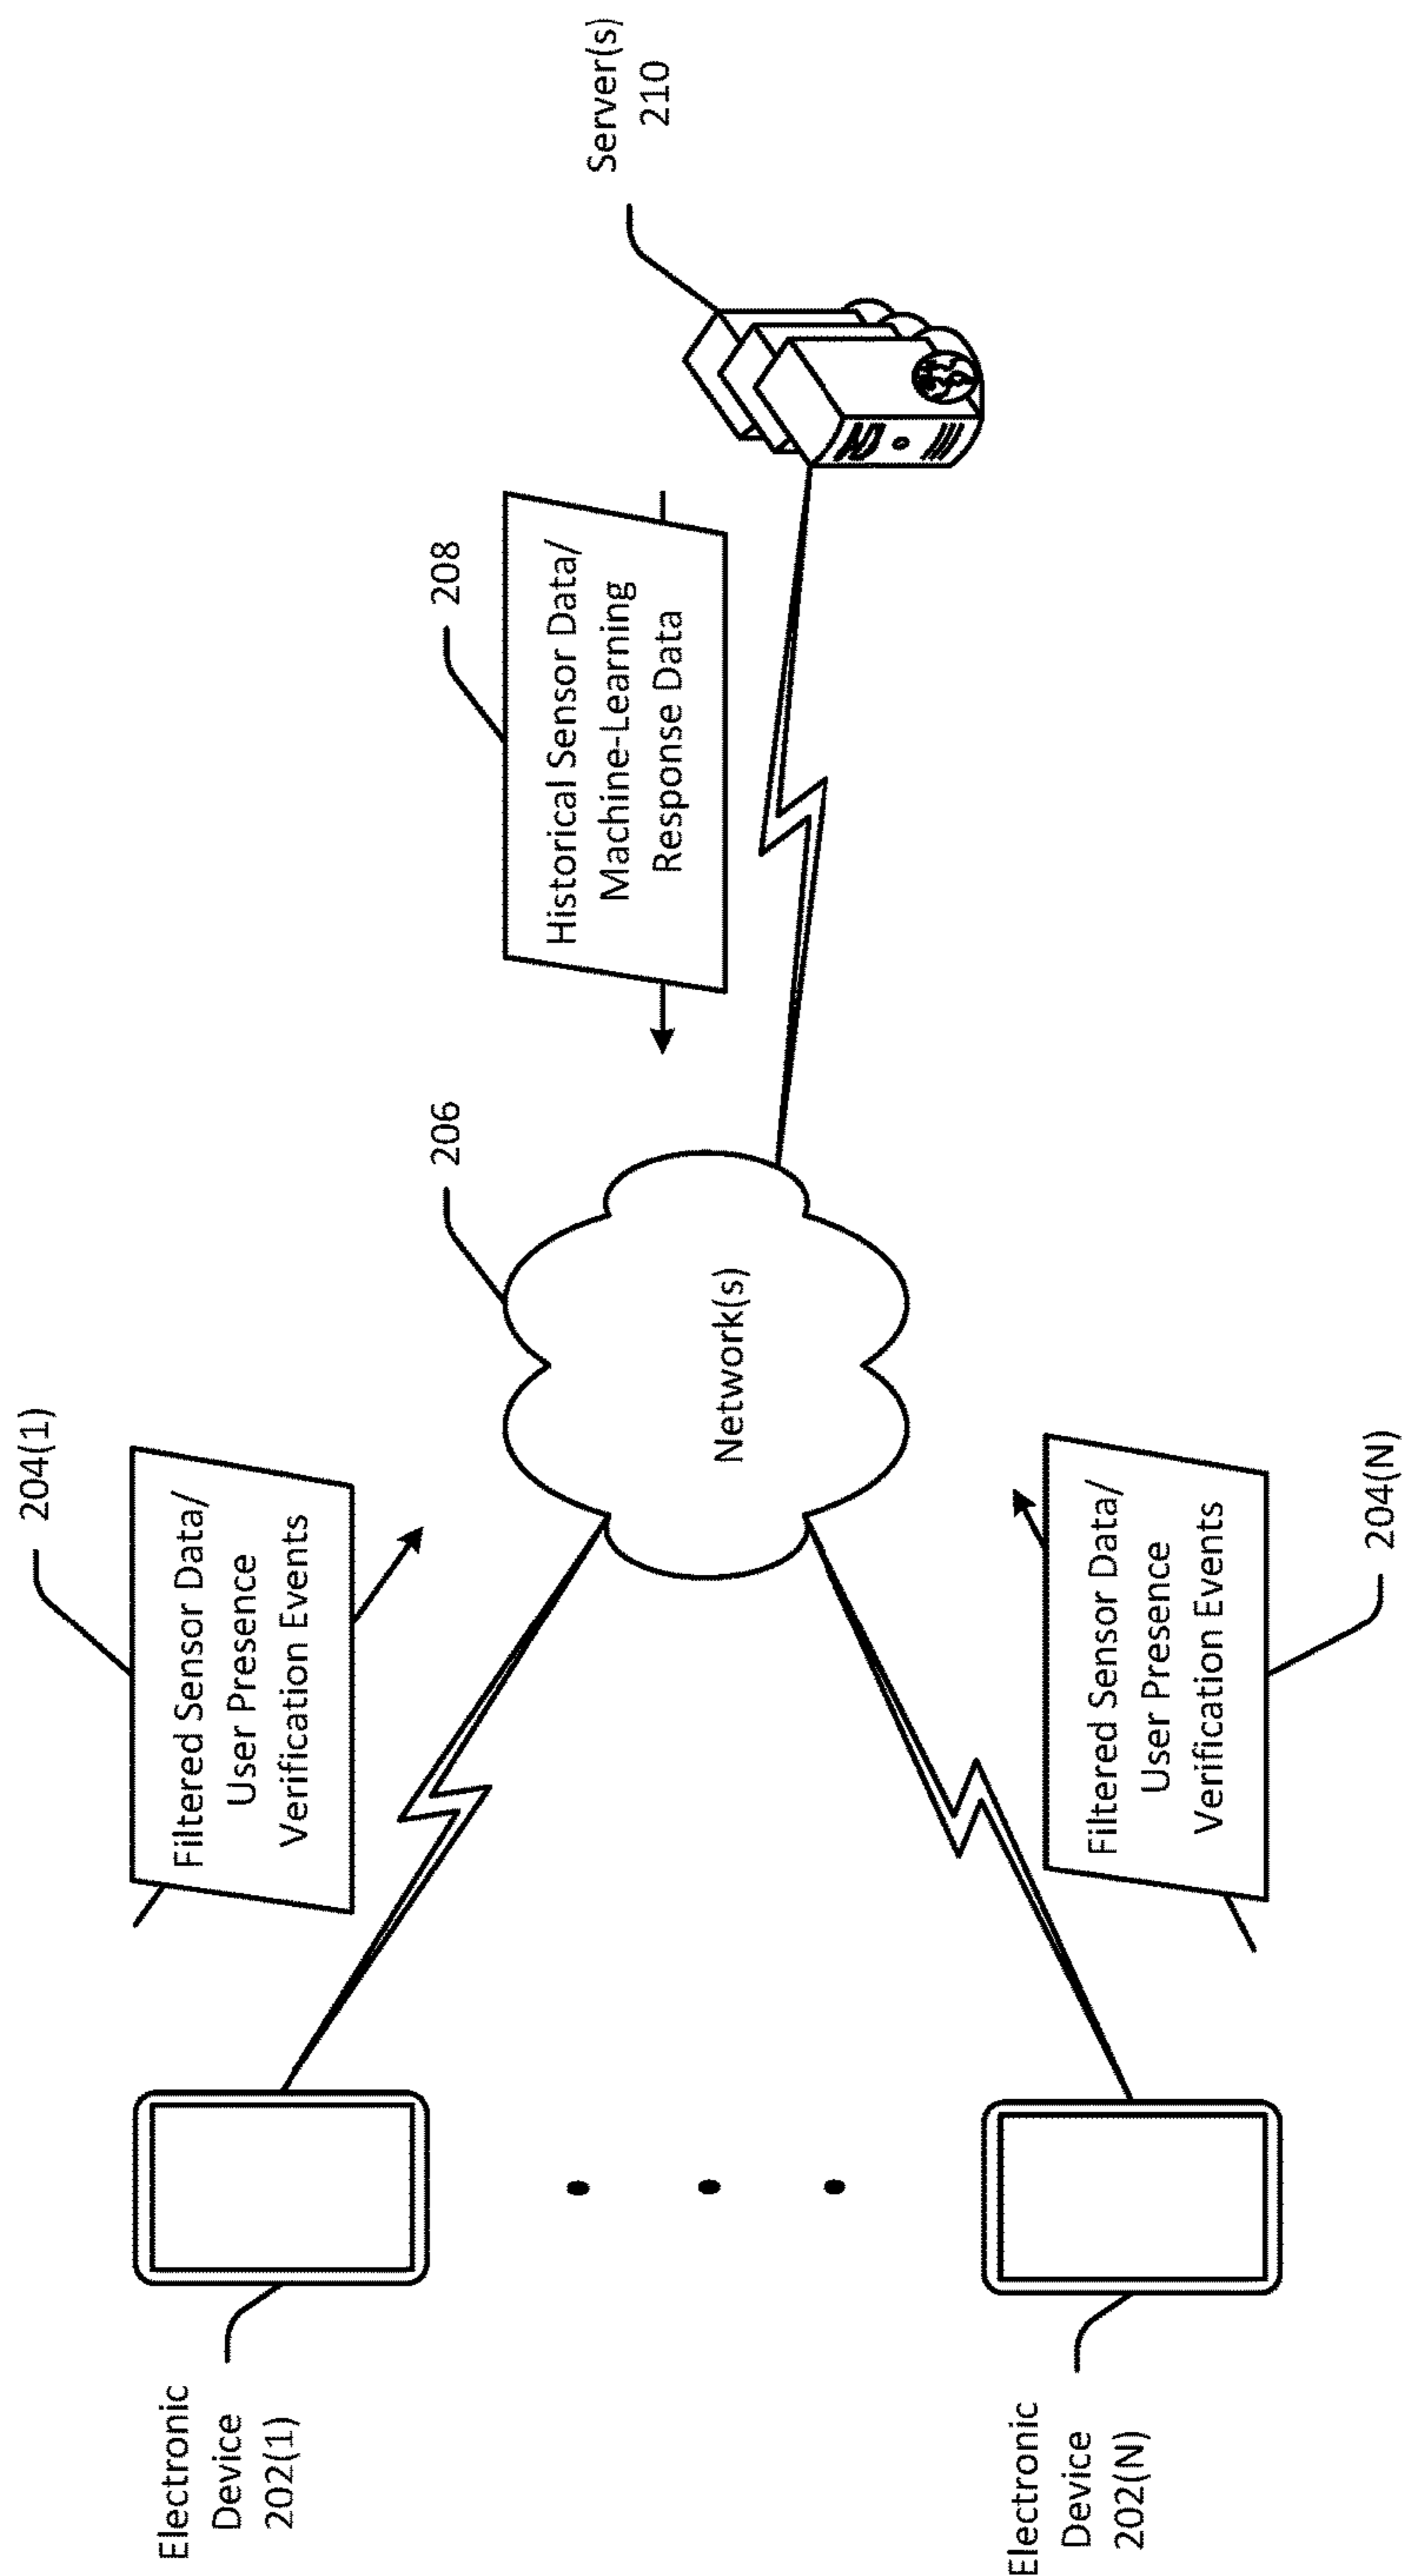 204(1)
Filtered Sensor Data/
User Presence
Verification Events
Electronic
Device
202(1)
206
Network(s)
208
Historical Sensor Data/
Machine-Learning
Response Data
Server(s)
210
Electronic
Device
202(N)
Filtered Sensor Data/
User Presence
Verification Events
204(N)